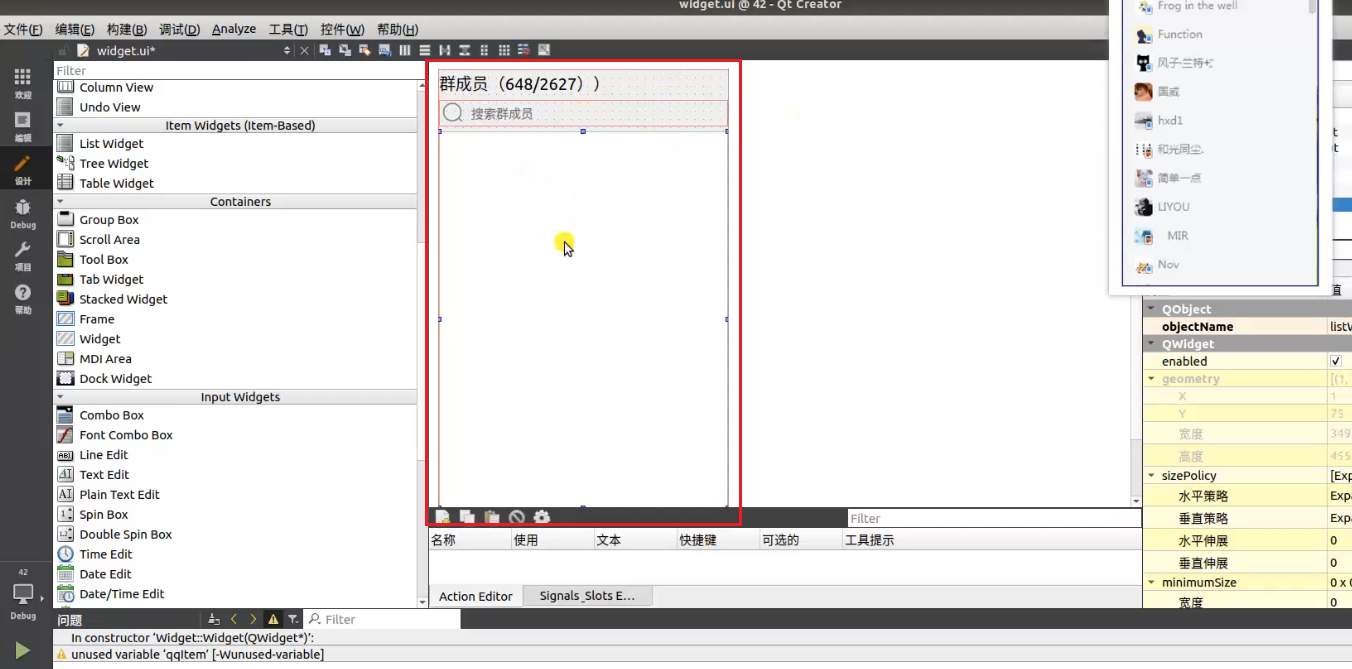 widget.ui @ 42 - Qt Creator
文件(F) 编辑(E) 构建(B) 调试(D) Analyze 工具(T) 控件(W) 帮助(H)
widget.ui*
欢迎
编辑
设计
Debug
项目
帮助
42
Debug
Filter
Column View
Undo View
Item Widgets (Item-Based)
List Widget
Tree Widget
Table Widget
Containers
Group Box
Scroll Area
Tool Box
Tab Widget
Stacked Widget
Frame
Widget
MDI Area
Dock Widget
Input Widgets
Combo Box
Font Combo Box
Line Edit
Text Edit
Plain Text Edit
Spin Box
Double Spin Box
Time Edit
Date Edit
Date/Time Edit
群成员（648/2627））
搜索群成员
Filter
名称 使用 文本 快捷键 可选的 工具提示
Action Editor Signals_Slots E...
Frog in the well
Function
国威
hxd1
和光同尘.
简单一点
LIYOU
MIR
Nov
值
QObject
objectName listW
QWidget
enabled
geometry [(1,
X 1
Y 75
宽度 349
高度 455
sizePolicy [Exp
水平策略 Expa
垂直策略 Expa
水平伸展 0
垂直伸展 0
minimumSize 0 x 0
宽度 0
问题 Filter
In constructor ‘Widget::Widget(QWidget*)’:
unused variable ‘qqItem’ [-Wunused-variable]